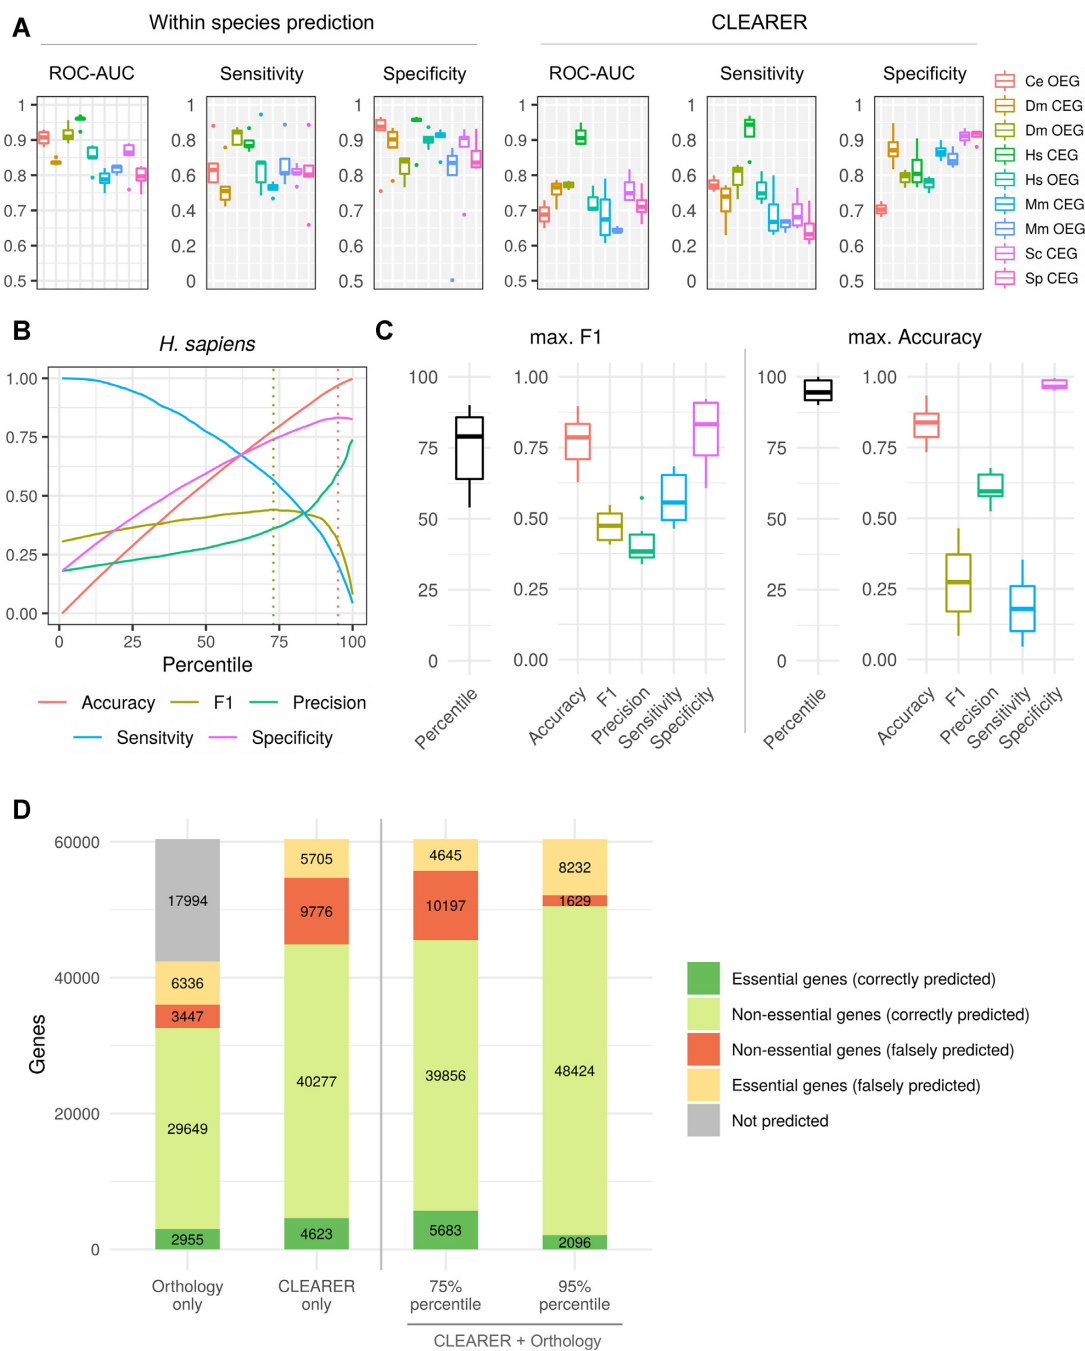 A
Within species prediction
CLEARER
ROC-AUC
Sensitivity
Specificity
ROC-AUC
Sensitivity
Specificity
1
0.9
0.8
0.7
0.6
0.5
1
0.8
0.6
0.4
0.2
0
1
0.9
0.8
0.7
0.6
0.5
1
0.9
0.8
0.7
0.6
0.5
1
0.8
0.6
0.4
0.2
0
1
0.9
0.8
0.7
0.6
0.5
Ce OEG
Dm CEG
Dm OEG
Hs CEG
Hs OEG
Mm CEG
Mm OEG
Sc CEG
Sp CEG
B
H. sapiens
1.00
0.75
0.50
0.25
0.00
0 25 50 75 100
Percentile
Accuracy F1 Precision
Sensitvity Specificity
C
max. F1
max. Accuracy
100
75
50
25
0
Percentile
1.00
0.75
0.50
0.25
0.00
Accuracy
F1
Precision
Sensitivity
Specificity
100
75
50
25
0
Percentile
1.00
0.75
0.50
0.25
0.00
Accuracy
F1
Precision
Sensitivity
Specificity
D
Genes
60000
40000
20000
0
17994
6336
3447
29649
2955
5705
9776
40277
4623
4645
10197
39856
5683
8232
1629
48424
2096
Orthology
only
CLEARER
only
75%
percentile
95%
percentile
CLEARER + Orthology
Essential genes (correctly predicted)
Non-essential genes (correctly predicted)
Non-essential genes (falsely predicted)
Essential genes (falsely predicted)
Not predicted